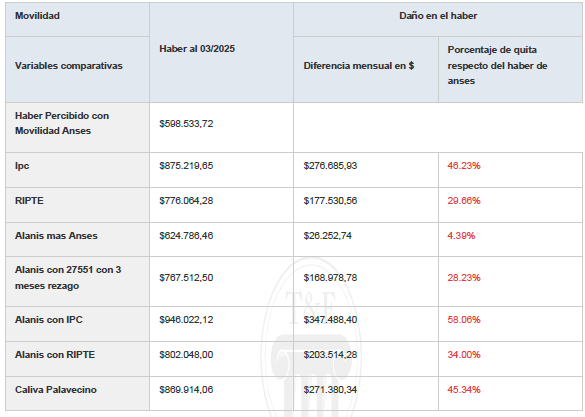 Movilidad
Daño en el haber
Haber al 03/2025
Variables comparativas
Diferencia mensual en $
Porcentaje de quita
respecto del haber de
anses
Haber Percibido con
Movilidad Anses
$598.533,72
Ipc
$875.219,65
$276.685,93
46.23%
RIPTE
$776.064,28
$177.530,56
29.66%
Alanis mas Anses
$624.786,46
$26.252,74
4.39%
Alanis con 27551 con 3
meses rezago
$767.512,50
$168.978,78
28.23%
Alanis con IPC
$946.022,12
$347.488,40
58.06%
Alanis con RIPTE
$802.048,00
$203.514,28
34.00%
Caliva Palavecino
$869.914,06
$271.380,34
45.34%
T&F